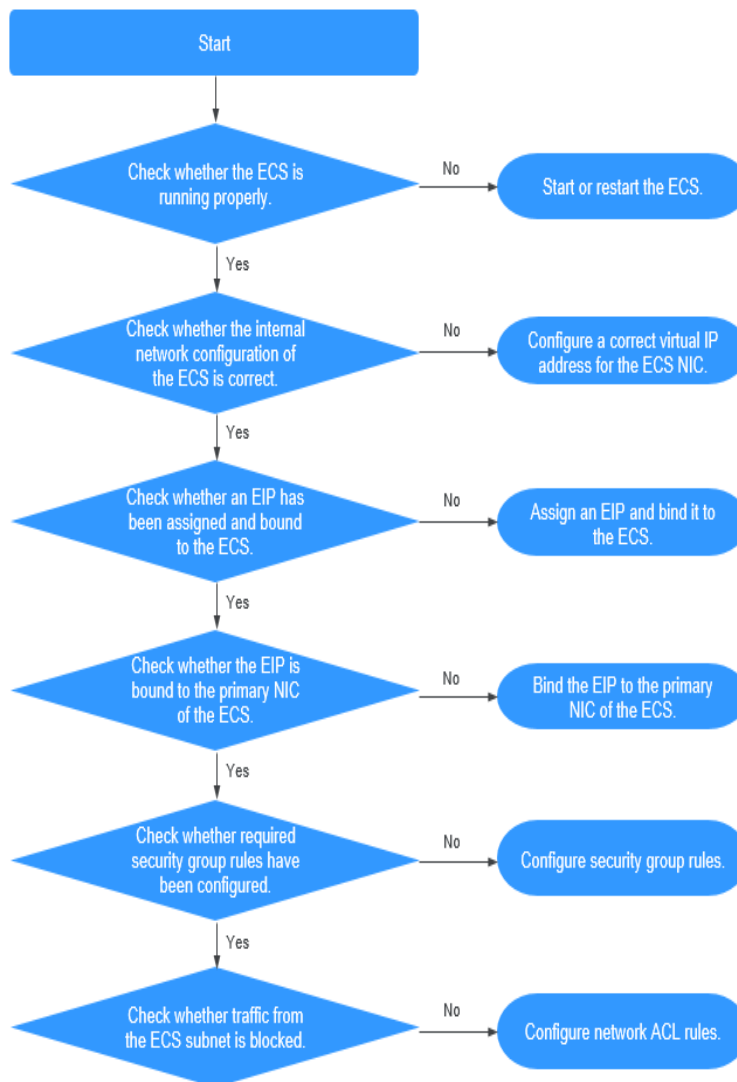 Start
Check whether the ECS is
running properly.
No
Start or restart the ECS.
Yes
Check whether the internal
network configuration of
the ECS is correct.
No
Configure a correct virtual IP
address for the ECS NIC.
Yes
Check whether an EIP has
been assigned and bound
to the ECS.
No
Assign an EIP and bind it to
the ECS.
Yes
Check whether the EIP is
bound to the primary NIC
of the ECS.
No
Bind the EIP to the primary
NIC of the ECS.
Yes
Check whether required
security group rules have
been configured.
No
Configure security group rules.
Yes
Check whether traffic from
the ECS subnet is blocked.
No
Configure network ACL rules.